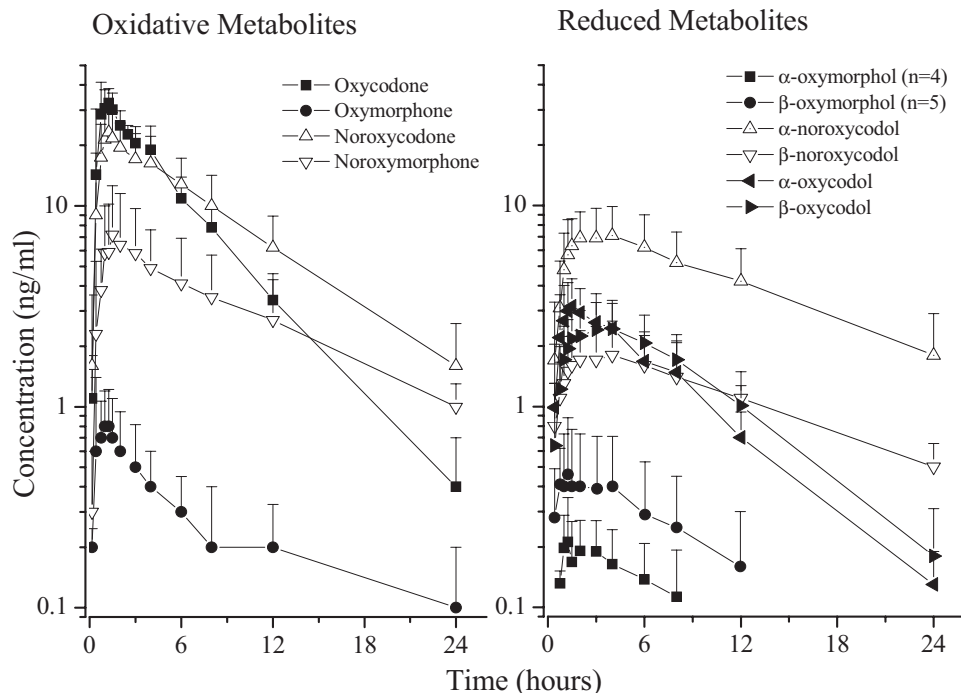 Oxidative Metabolites
Reduced Metabolites
Concentration (ng/ml)
10
1
0.1
0 6 12 18 24
Oxycodone
Oxymorphone
Noroxycodone
Noroxymorphone
10
1
0.1
0 6 12 18 24
α-oxymorphol (n=4)
β-oxymorphol (n=5)
α-noroxycodol
β-noroxycodol
α-oxycodol
β-oxycodol
Time (hours)